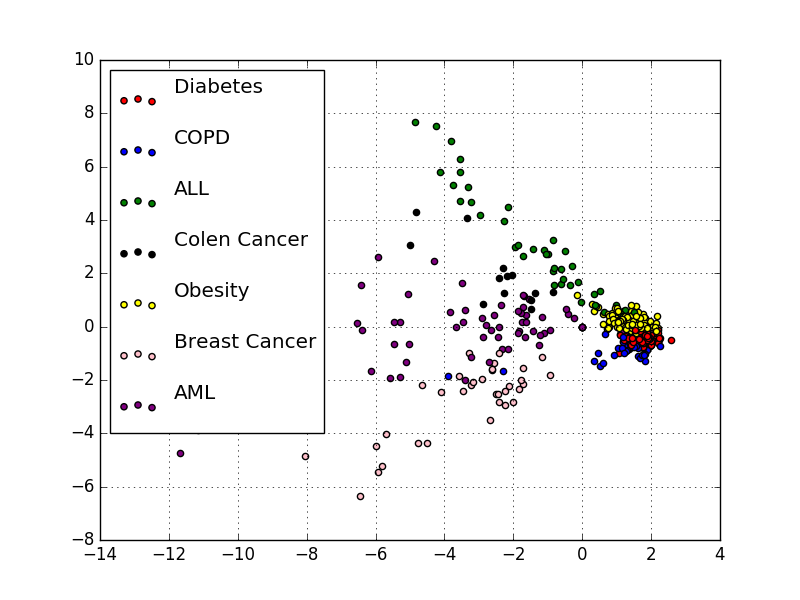 10
8
6
4
2
0
−2
−4
−6
−8
Diabetes
COPD
ALL
Colen Cancer
Obesity
Breast Cancer
AML
−14 −12 −10 −8 −6 −4 −2 0 2 4